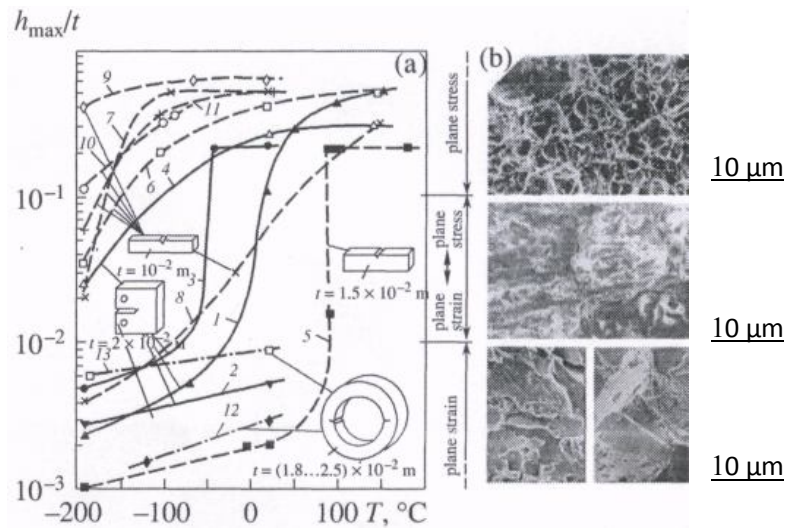 h_max/t
(a)
(b)
9
7
10
11
6
4
10⁻¹
t = 10⁻² m
3
t = 1.5 × 10⁻² m
8
1
5
10⁻²
t = 2 × 10⁻² m
13
2
12
t = (1.8...2.5) × 10⁻² m
10⁻³
−200
−100
0
100
T, °C
plane stress
plane stress
plane strain
plane strain
10 µm
10 µm
10 µm